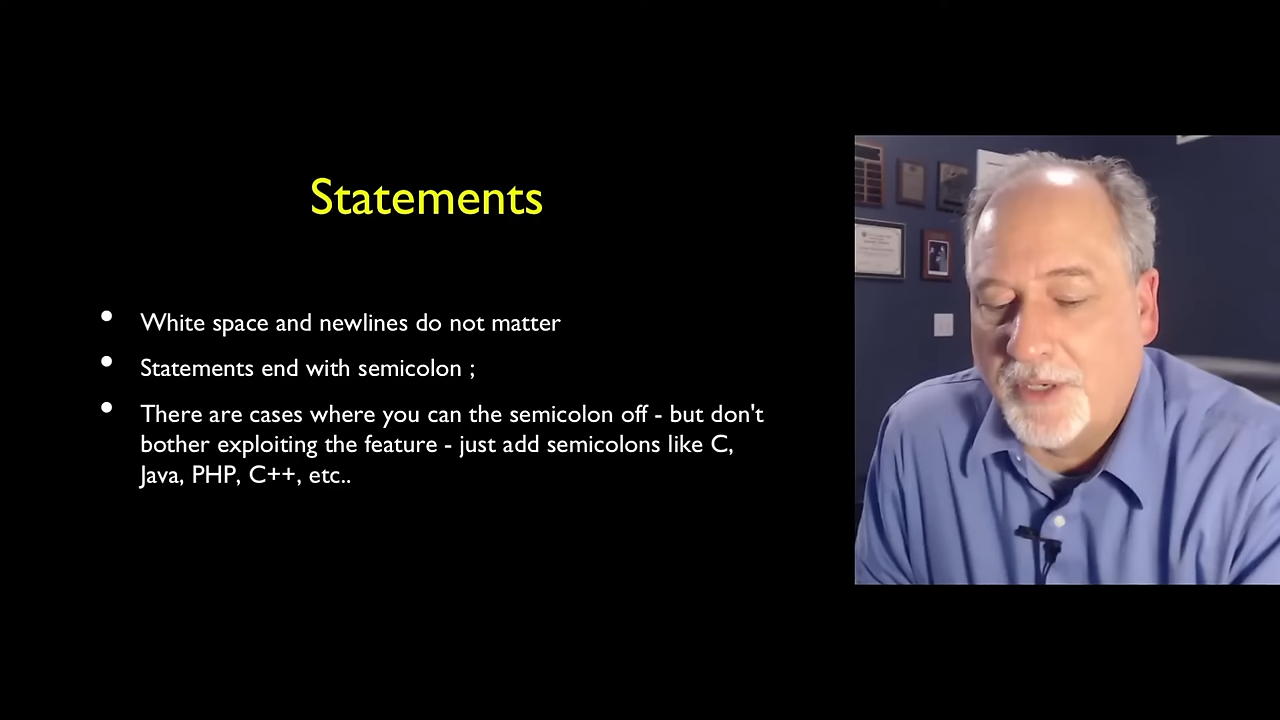 Statements
White space and newlines do not matter
Statements end with semicolon ;
There are cases where you can the semicolon off - but don't
bother exploiting the feature - just add semicolons like C,
Java, PHP, C++, etc..